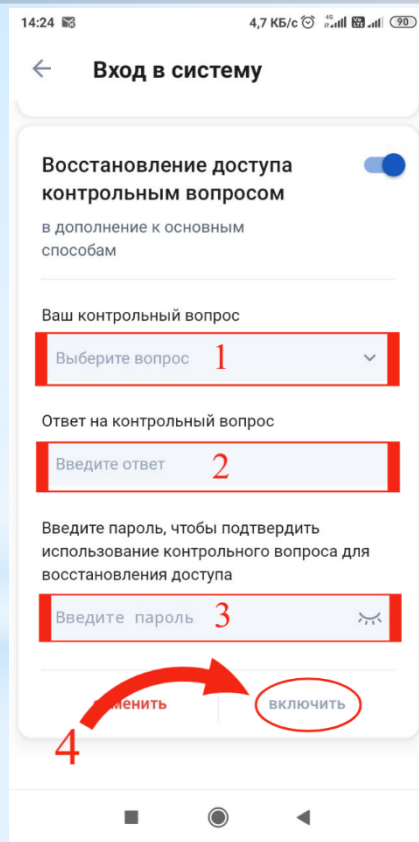 14:24 4,7 КБ/с 4G 90
Вход в систему
Восстановление доступа
контрольным вопросом
в дополнение к основным
способам
Ваш контрольный вопрос
Выберите вопрос 1
Ответ на контрольный вопрос
Введите ответ 2
Введите пароль, чтобы подтвердить
использование контрольного вопроса для
восстановления доступа
Введите пароль 3
менить ВКЛЮЧИТЬ
4